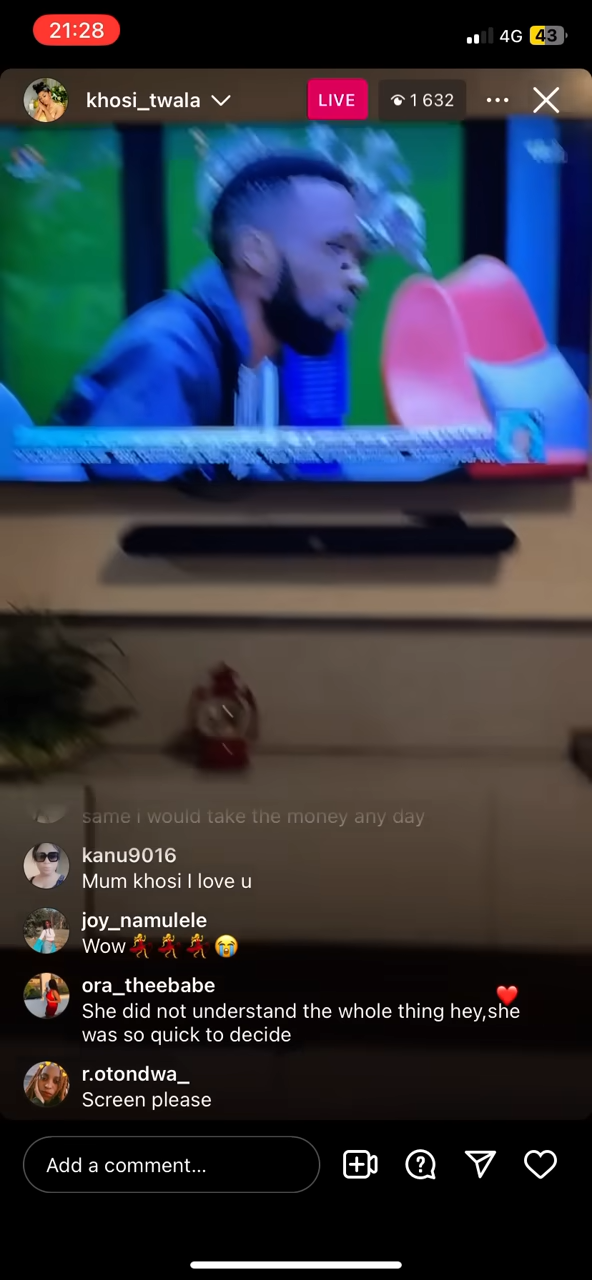 21:28
4G 43
khosi_twala LIVE 1 632
same i would take the money any day
kanu9016
Mum khosi I love u
joy_namulele
Wow💃💃💃😭
ora_theebabe
She did not understand the whole thing hey,she
was so quick to decide
r.otondwa_
Screen please
Add a comment...